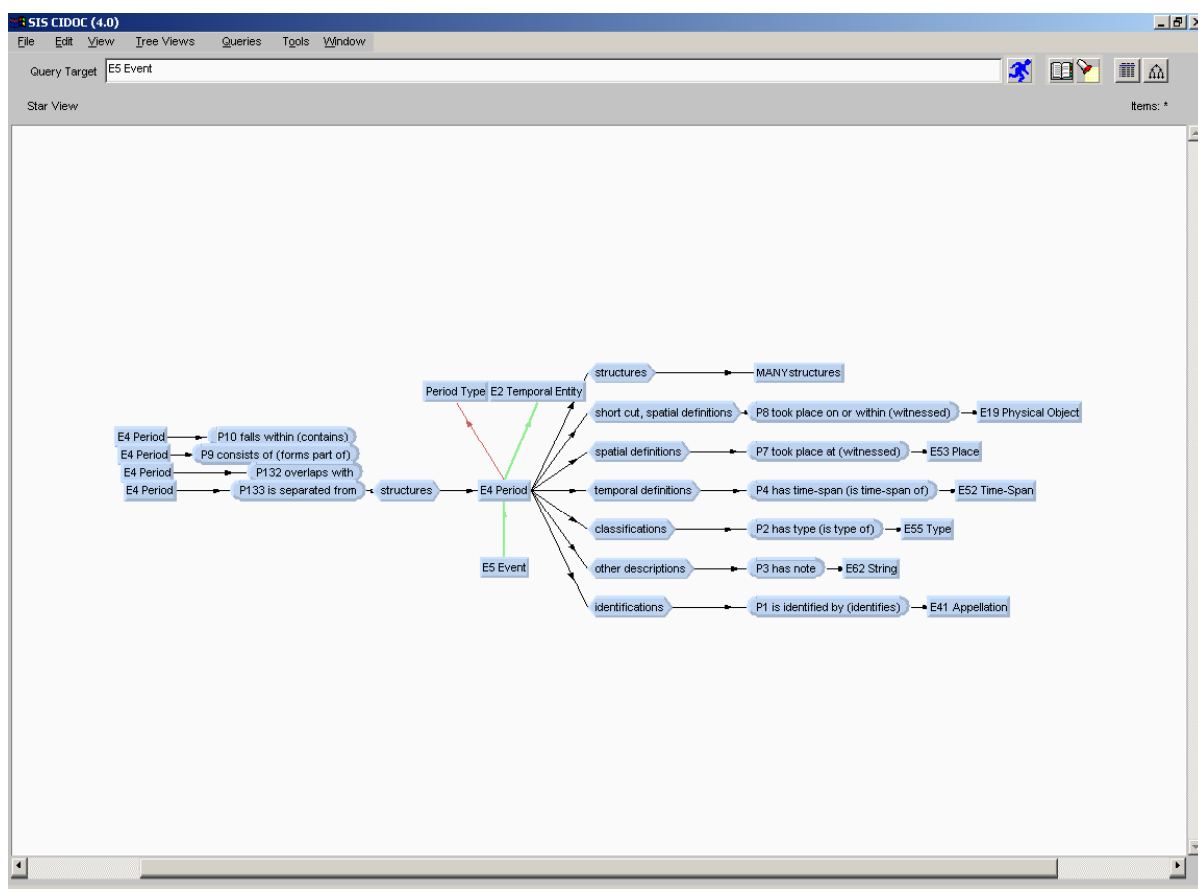 SIS CIDOC (4.0)
File Edit View Tree Views Queries Tools Window
Query Target E5 Event
Star View Items: *
structures MANYstructures
Period Type E2 Temporal Entity
short cut, spatial definitions P8 took place on or within (witnessed) E19 Physical Object
E4 Period P10 falls within (contains)
E4 Period P9 consists of (forms part of)
spatial definitions P7 took place at (witnessed) E53 Place
E4 Period P132 overlaps with
E4 Period P133 is separated from structures E4 Period temporal definitions P4 has time-span (is time-span of) E52 Time-Span
classifications P2 has type (is type of) E55 Type
E5 Event other descriptions P3 has note E62 String
identifications P1 is identified by (identifies) E41 Appellation